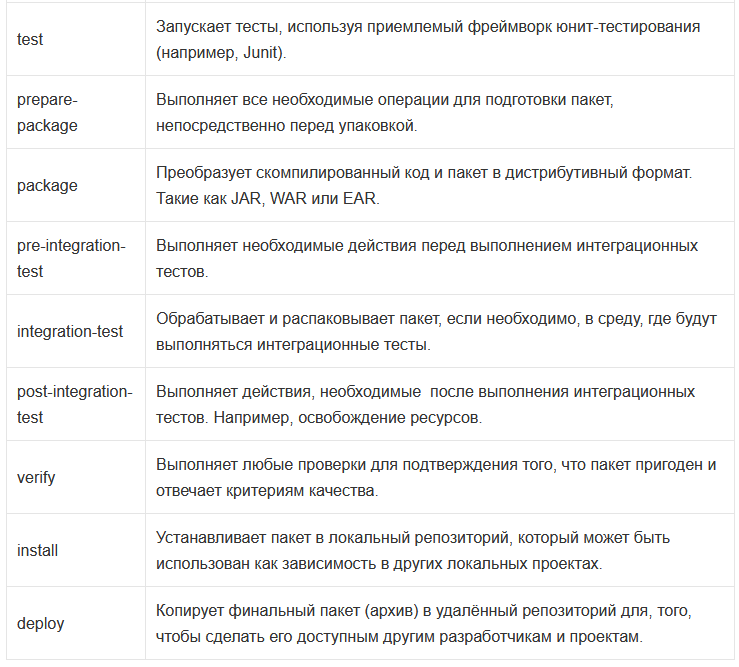 test
Запускает тесты, используя приемлемый фреймворк юнит-тестирования
(например, Junit).
prepare-
package
Выполняет все необходимые операции для подготовки пакет,
непосредственно перед упаковкой.
package
Преобразует скомпилированный код и пакет в дистрибутивный формат.
Такие как JAR, WAR или EAR.
pre-integration-
test
Выполняет необходимые действия перед выполнением интеграционных
тестов.
integration-test
Обрабатывает и распаковывает пакет, если необходимо, в среду, где будут
выполняться интеграционные тесты.
post-integration-
test
Выполняет действия, необходимые  после выполнения интеграционных
тестов. Например, освобождение ресурсов.
verify
Выполняет любые проверки для подтверждения того, что пакет пригоден и
отвечает критериям качества.
install
Устанавливает пакет в локальный репозиторий, который может быть
использован как зависимость в других локальных проектах.
deploy
Копирует финальный пакет (архив) в удалённый репозиторий для, того,
чтобы сделать его доступным другим разработчикам и проектам.